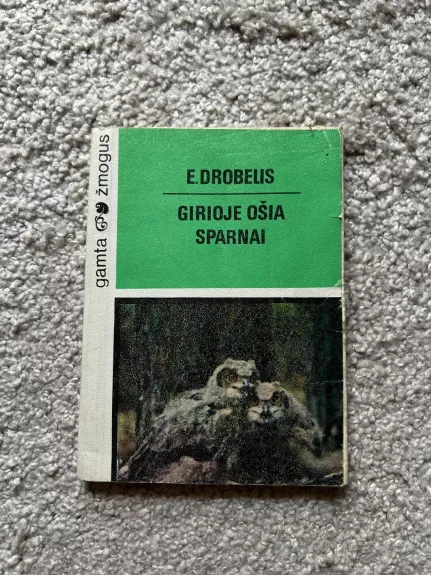 gamta žmogus
E.DROBELIS
GIRIOJE OŠIA
SPARNAI